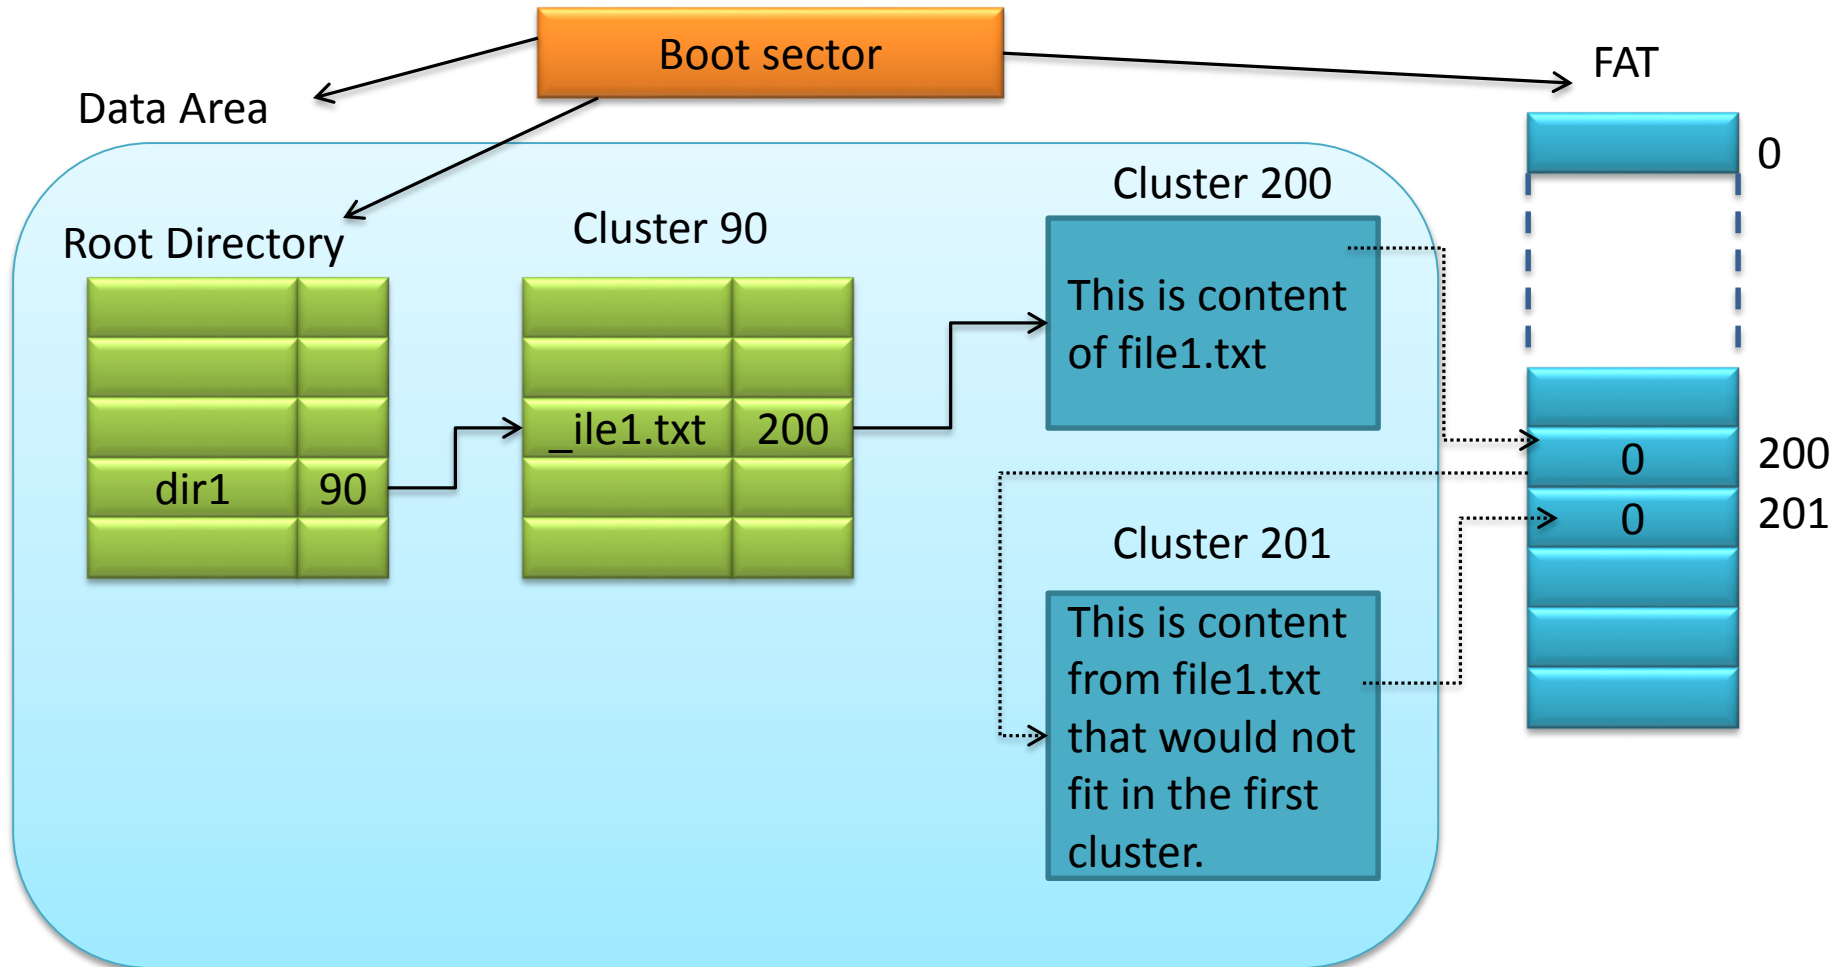 Boot sector
FAT
Data Area
0
Root Directory
Cluster 90
Cluster 200
This is content
of file1.txt
_ile1.txt 200
dir1 90
0 200
0 201
Cluster 201
This is content
from file1.txt
that would not
fit in the first
cluster.